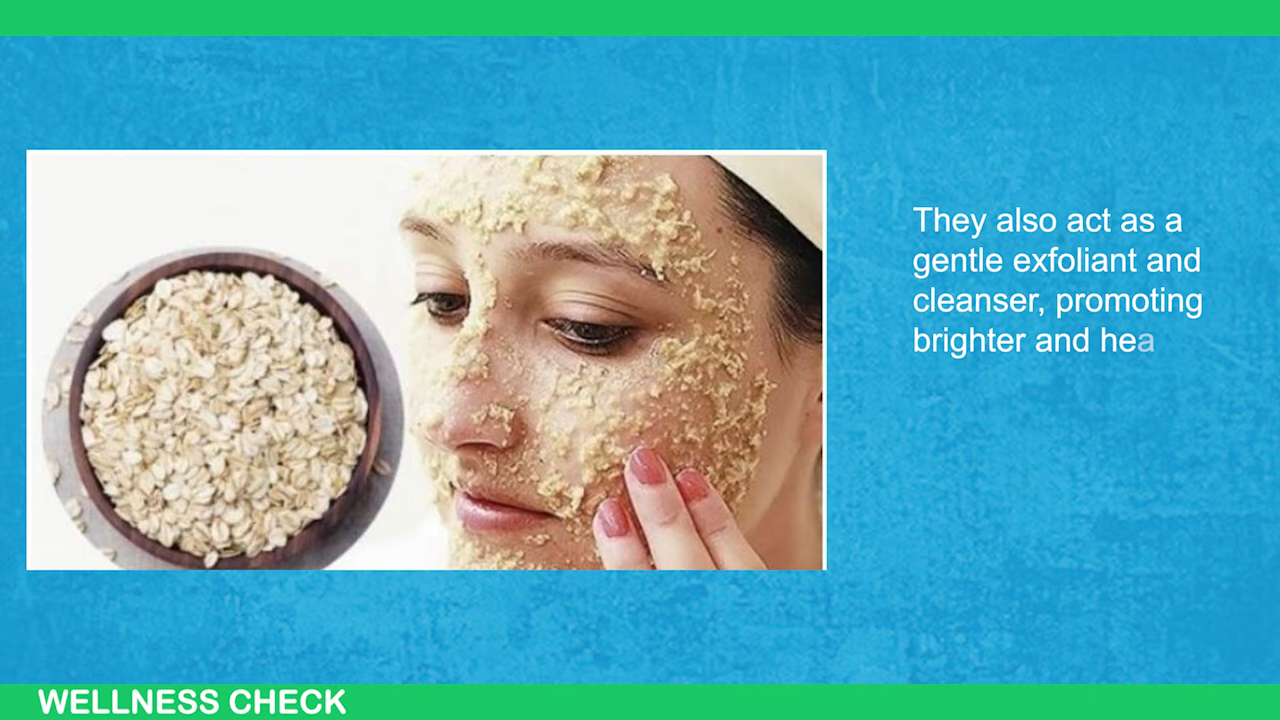 They also act as a
gentle exfoliant and
cleanser, promoting
brighter and hea
WELLNESS CHECK